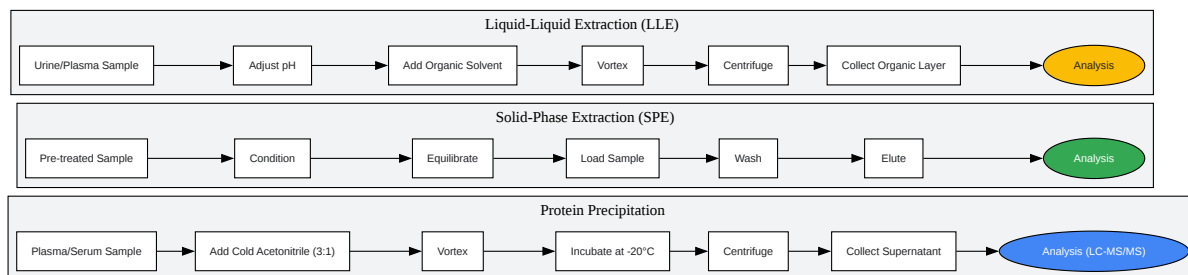 Liquid-Liquid Extraction (LLE)
Urine/Plasma Sample
Adjust pH
Add Organic Solvent
Vortex
Centrifuge
Collect Organic Layer
Analysis
Solid-Phase Extraction (SPE)
Pre-treated Sample
Condition
Equilibrate
Load Sample
Wash
Elute
Analysis
Protein Precipitation
Plasma/Serum Sample
Add Cold Acetonitrile (3:1)
Vortex
Incubate at -20°C
Centrifuge
Collect Supernatant
Analysis (LC-MS/MS)